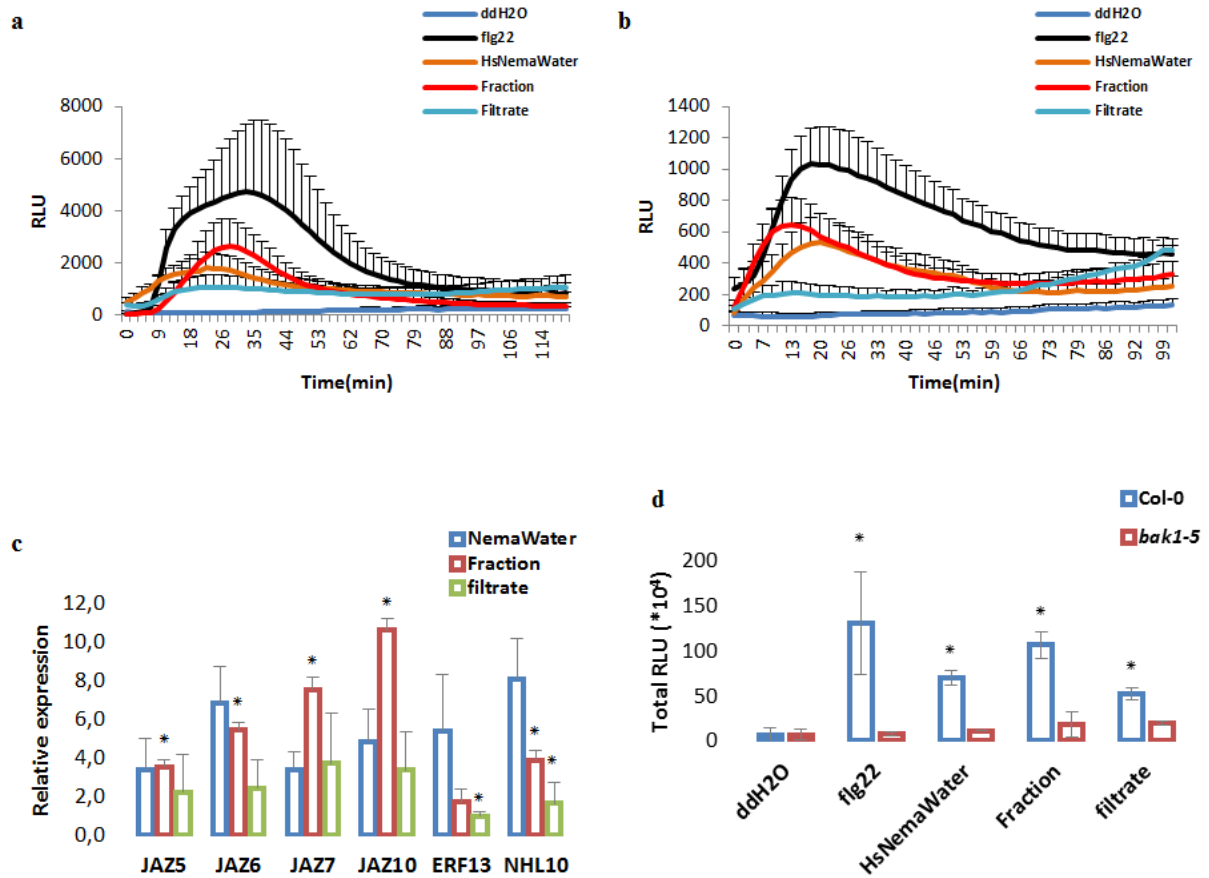 a
ddH2O
flg22
HsNemaWater
Fraction
Filtrate
8000
6000
4000
2000
0
RLU
0 9 18 26 35 44 53 62 70 79 88 97 106 114
Time(min)
b
ddH2O
flg22
HsNemaWater
Fraction
Filtrate
1400
1200
1000
800
600
400
200
0
RLU
0 7 13 20 26 33 40 46 53 59 66 73 79 86 92 99
Time(min)
c
NemaWater
Fraction
filtrate
12,0
10,0
8,0
6,0
4,0
2,0
0,0
Relative expression
* * * * * * *
JAZ5 JAZ6 JAZ7 JAZ10 ERF13 NHL10
d
Col-0
bak1-5
200
150
100
50
0
Total RLU (*10⁴)
* * * *
ddH2O flg22 HsNemaWater Fraction filtrate